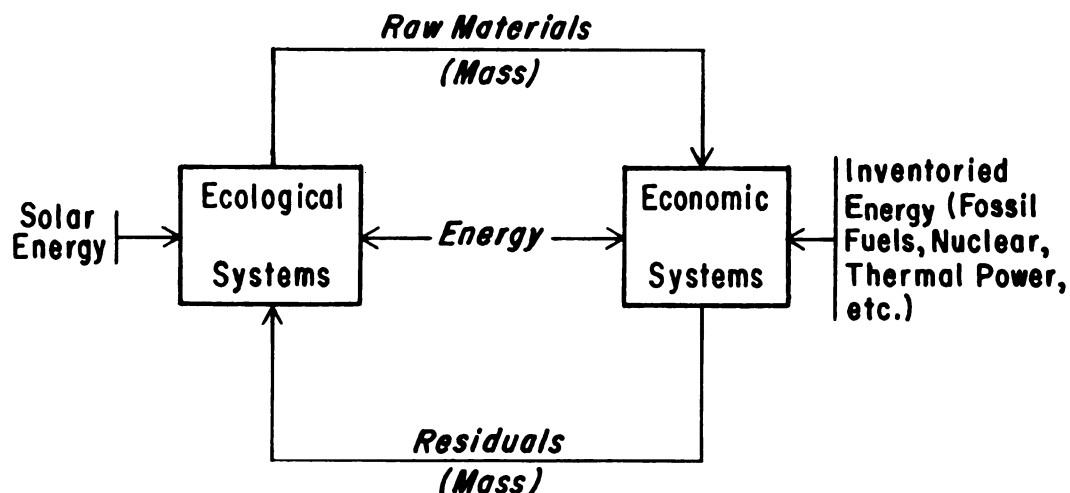 Raw Materials
(Mass)
Ecological
Systems
Solar
Energy
Energy
Economic
Systems
Inventoried
Energy (Fossil
Fuels, Nuclear,
Thermal Power,
etc.)
Residuals
(Mass)